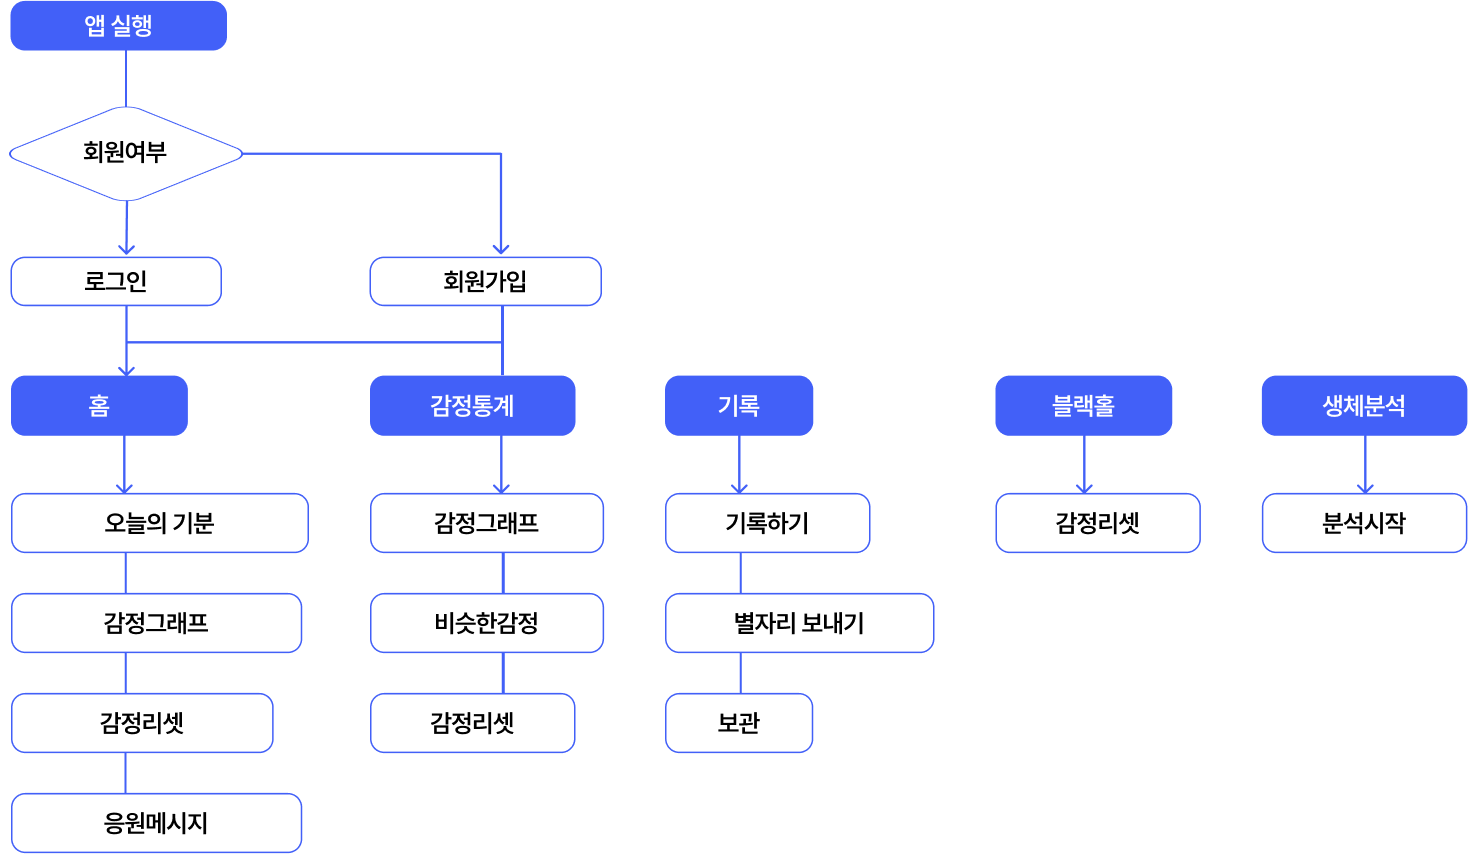 앱 실행
회원여부
로그인
회원가입
홈
감정통계
기록
블랙홀
생체분석
오늘의 기분
감정그래프
기록하기
감정리셋
분석시작
감정그래프
비슷한감정
별자리 보내기
감정리셋
감정리셋
보관
응원메시지